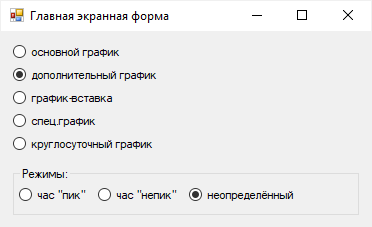 Главная экранная форма
основной график
дополнительный график
график-вставка
спец.график
круглосуточный график
Режимы:
час "пик" час "непик" неопределённый